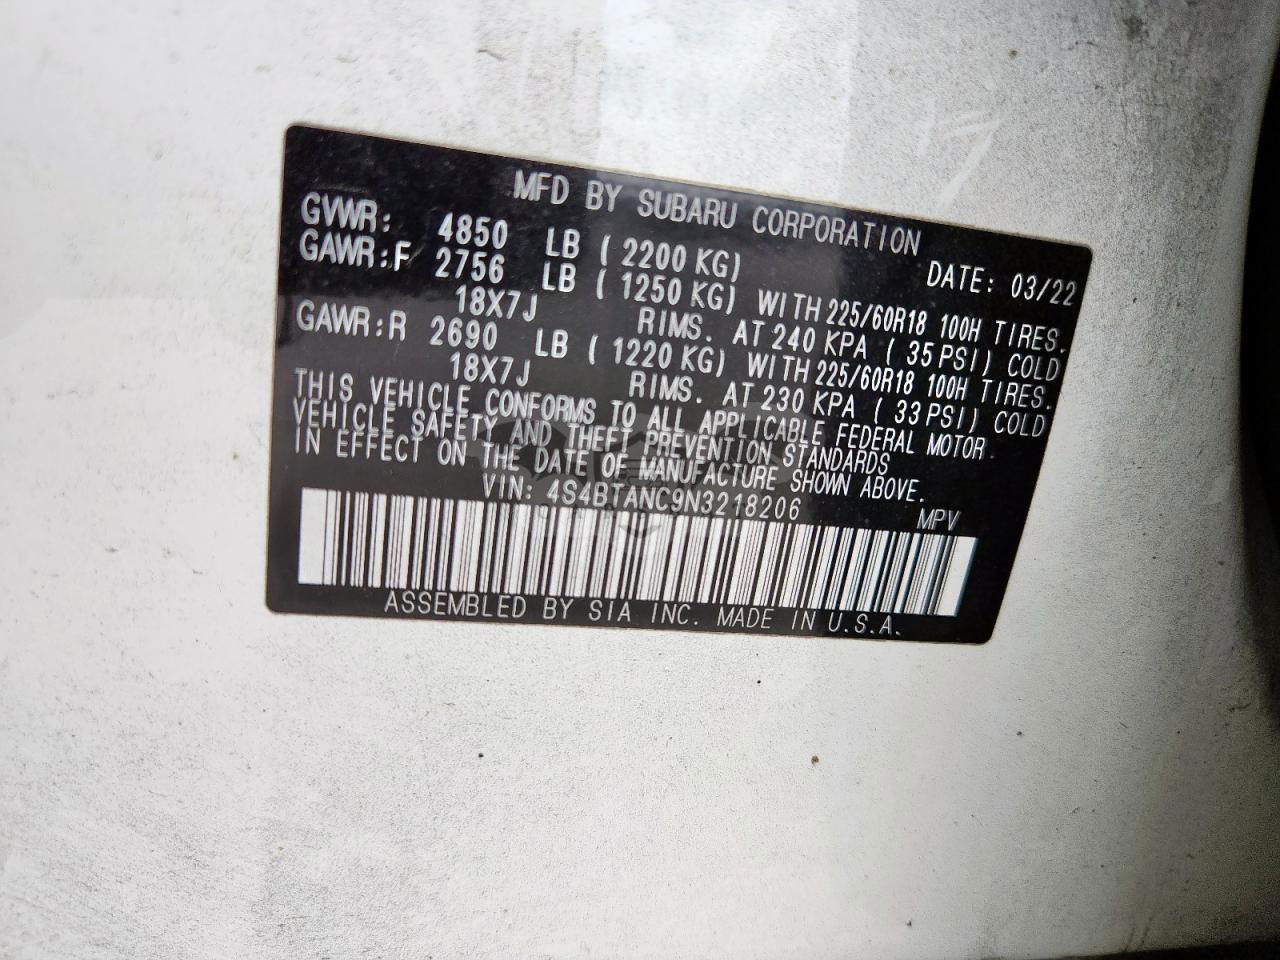 MFD BY SUBARU CORPORATION
DATE: 03/22
GVWR: 4850 LB (2200 KG)
GAWR:F 2756 LB (1250 KG) WITH 225/60R18 100H TIRES.
18X7J RIMS. AT 240 KPA (35 PSI) COLD
GAWR:R 2690 LB (1220 KG) WITH 225/60R18 100H TIRES.
18X7J RIMS. AT 230 KPA (33 PSI) COLD
THIS VEHICLE CONFORMS TO ALL APPLICABLE FEDERAL MOTOR
VEHICLE SAFETY AND THEFT PREVENTION STANDARDS
IN EFFECT ON THE DATE OF MANUFACTURE SHOWN ABOVE.
VIN: 4S4BTANC9N3218206 MPV
ASSEMBLED BY SIA INC. MADE IN U.S.A.